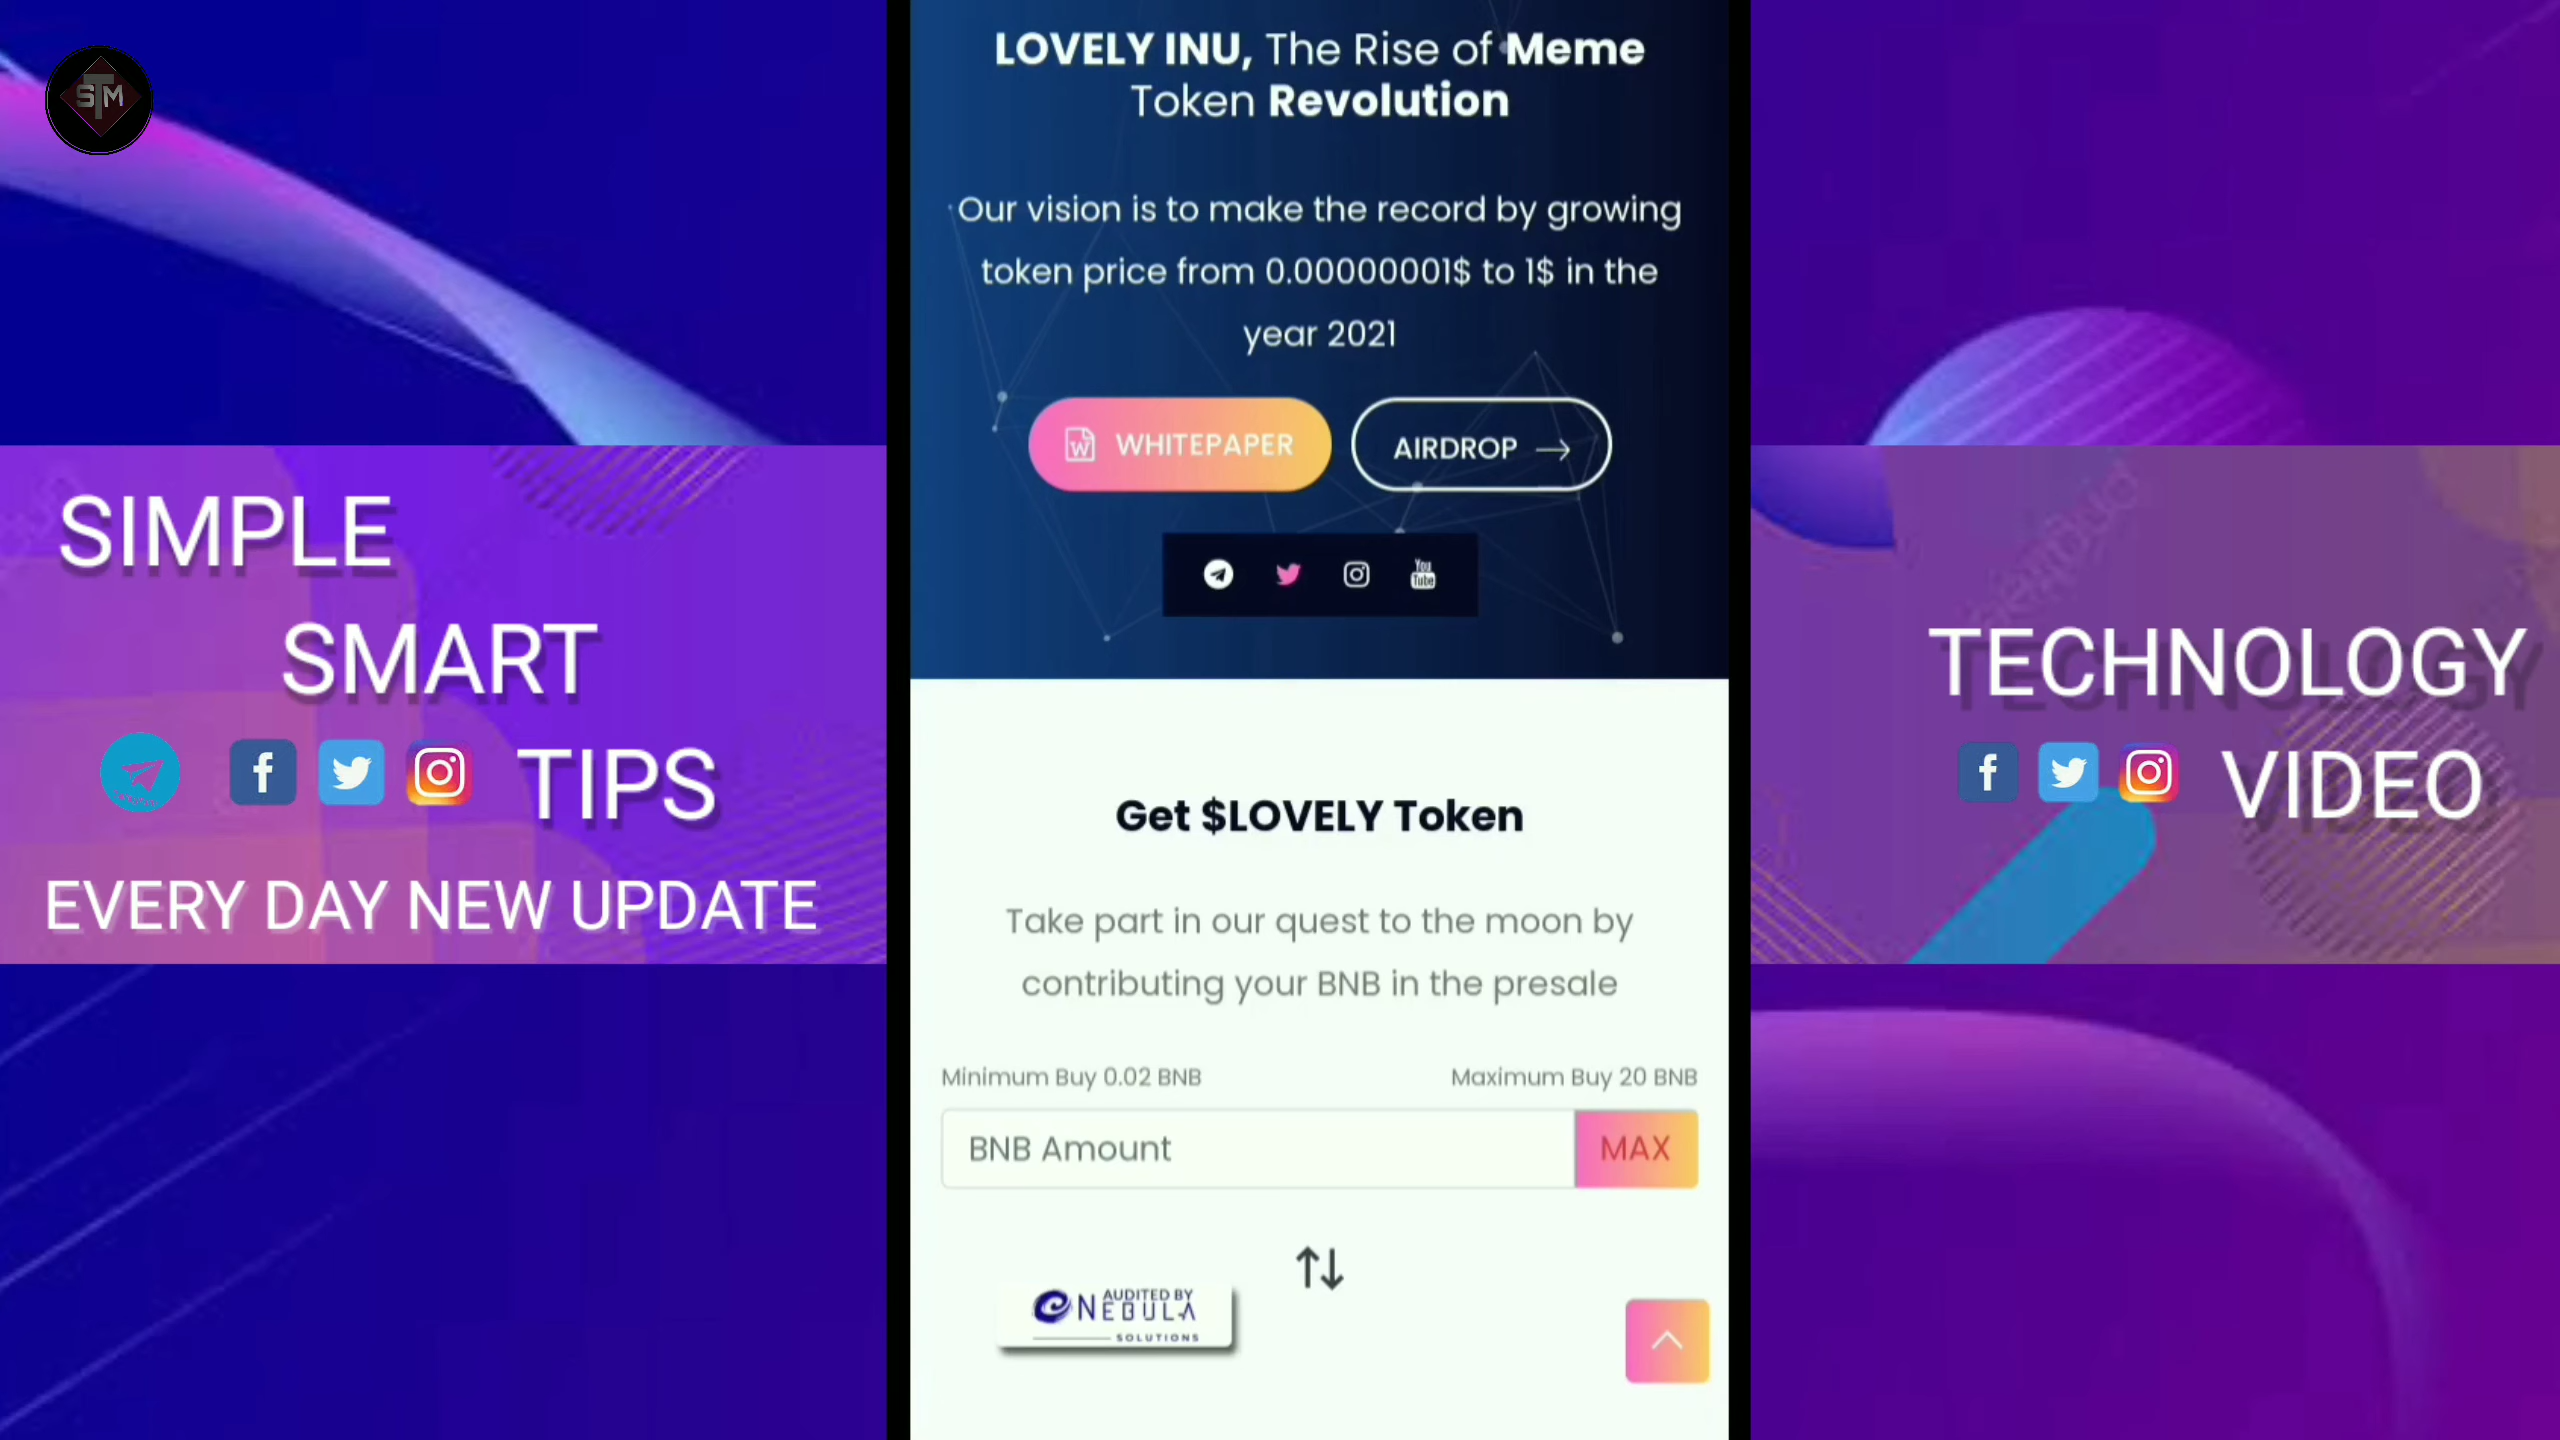 STM
SIMPLE
SMART
TIPS
EVERY DAY NEW UPDATE
LOVELY INU, The Rise of Meme
Token Revolution
Our vision is to make the record by growing
token price from 0.00000001$ to 1$ in the
year 2021
WHITEPAPER
AIRDROP
You
Tube
Get $LOVELY Token
Take part in our quest to the moon by
contributing your BNB in the presale
Minimum Buy 0.02 BNB
Maximum Buy 20 BNB
BNB Amount
MAX
AUDITED BY
NEBULA
SOLUTIONS
TECHNOLOGY
VIDEO